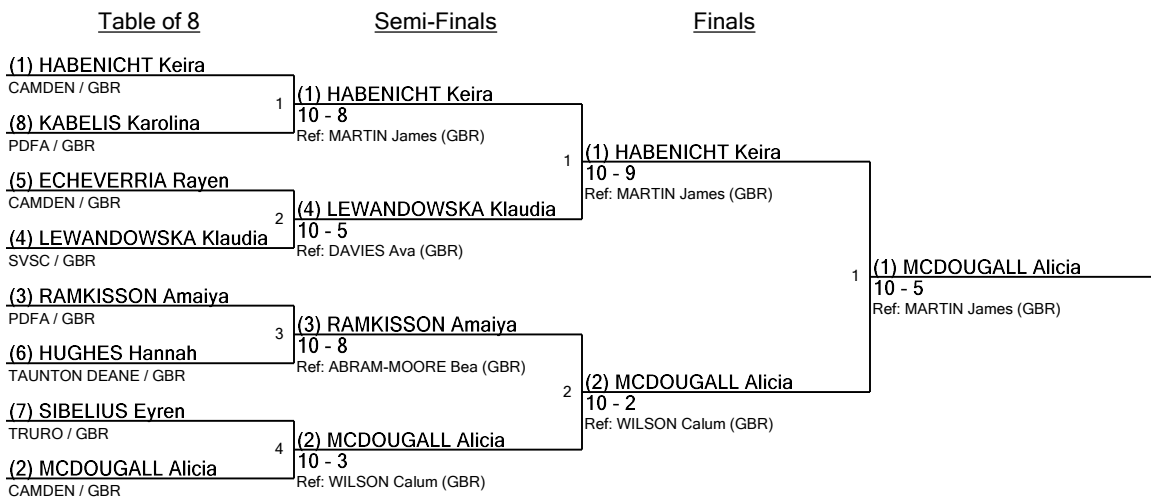 Table of 8
Semi-Finals
Finals
(1) HABENICHT Keira
CAMDEN / GBR
(8) KABELIS Karolina
PDFA / GBR
(5) ECHEVERRIA Rayen
CAMDEN / GBR
(4) LEWANDOWSKA Klaudia
SVSC / GBR
(3) RAMKISSON Amaiya
PDFA / GBR
(6) HUGHES Hannah
TAUNTON DEANE / GBR
(7) SIBELIUS Eyren
TRURO / GBR
(2) MCDOUGALL Alicia
CAMDEN / GBR
1
(1) HABENICHT Keira
10 - 8
Ref: MARTIN James (GBR)
2
(4) LEWANDOWSKA Klaudia
10 - 5
Ref: DAVIES Ava (GBR)
3
(3) RAMKISSON Amaiya
10 - 8
Ref: ABRAM-MOORE Bea (GBR)
4
(2) MCDOUGALL Alicia
10 - 3
Ref: WILSON Calum (GBR)
1
(1) HABENICHT Keira
10 - 9
Ref: MARTIN James (GBR)
2
(2) MCDOUGALL Alicia
10 - 2
Ref: WILSON Calum (GBR)
1
(1) MCDOUGALL Alicia
10 - 5
Ref: MARTIN James (GBR)